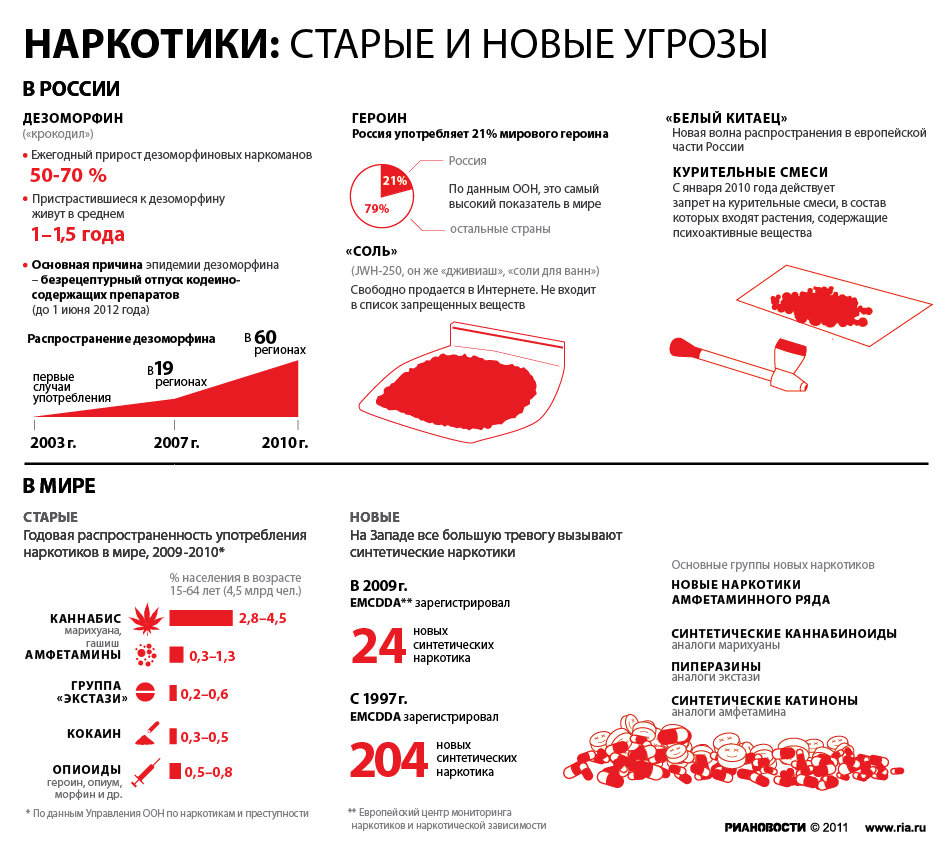 НАРКОТИКИ: СТАРЫЕ И НОВЫЕ УГРОЗЫ
В РОССИИ
ДЕЗОМОРФИН
(«крокодил»)
• Ежегодный прирост дезоморфиновых наркоманов
50-70 %
• Пристрастившиеся к дезоморфину
живут в среднем
1–1,5 года
• Основная причина эпидемии дезоморфина
– безрецептурный отпуск кодеино-
содержащих препаратов
(до 1 июня 2012 года)
Распространение дезоморфина
первые
случаи
употребления
в 19
регионах
в 60
регионах
2003 г.
2007 г.
2010 г.
ГЕРОИН
Россия употребляет 21% мирового героина
Россия
21%
79%
По данным ООН, это самый
высокий показатель в мире
остальные страны
«СОЛЬ»
(JWH-250, он же «дживиаш», «соли для ванн»)
Свободно продается в Интернете. Не входит
в список запрещенных веществ
«БЕЛЫЙ КИТАЕЦ»
Новая волна распространения в европейской
части России
КУРИТЕЛЬНЫЕ СМЕСИ
С января 2010 года действует
запрет на курительные смеси, в состав
которых входят растения, содержащие
психоактивные вещества
В МИРЕ
СТАРЫЕ
Годовая распространенность употребления
наркотиков в мире, 2009-2010*
% населения в возрасте
15-64 лет (4,5 млрд чел.)
КАННАБИС
марихуана,
гашиш
2,8–4,5
АМФЕТАМИНЫ
0,3–1,3
ГРУППА
«ЭКСТАЗИ»
0,2–0,6
КОКАИН
0,3–0,5
ОПИОИДЫ
героин, опиум,
морфин и др.
0,5–0,8
* По данным Управления ООН по наркотикам и преступности
НОВЫЕ
На Западе все большую тревогу вызывают
синтетические наркотики
В 2009 г.
EMCDDA** зарегистрировал
24
новых
синтетических
наркотика
С 1997 г.
EMCDDA зарегистрировал
204
новых
синтетических
наркотика
** Европейский центр мониторинга
наркотиков и наркотической зависимости
Основные группы новых наркотиков
НОВЫЕ НАРКОТИКИ
АМФЕТАМИННОГО РЯДА
СИНТЕТИЧЕСКИЕ КАННАБИНОИДЫ
аналоги марихуаны
ПИПЕРАЗИНЫ
аналоги экстази
СИНТЕТИЧЕСКИЕ КАТИНОНЫ
аналоги амфетамина
РИАНОВОСТИ © 2011 www.ria.ru